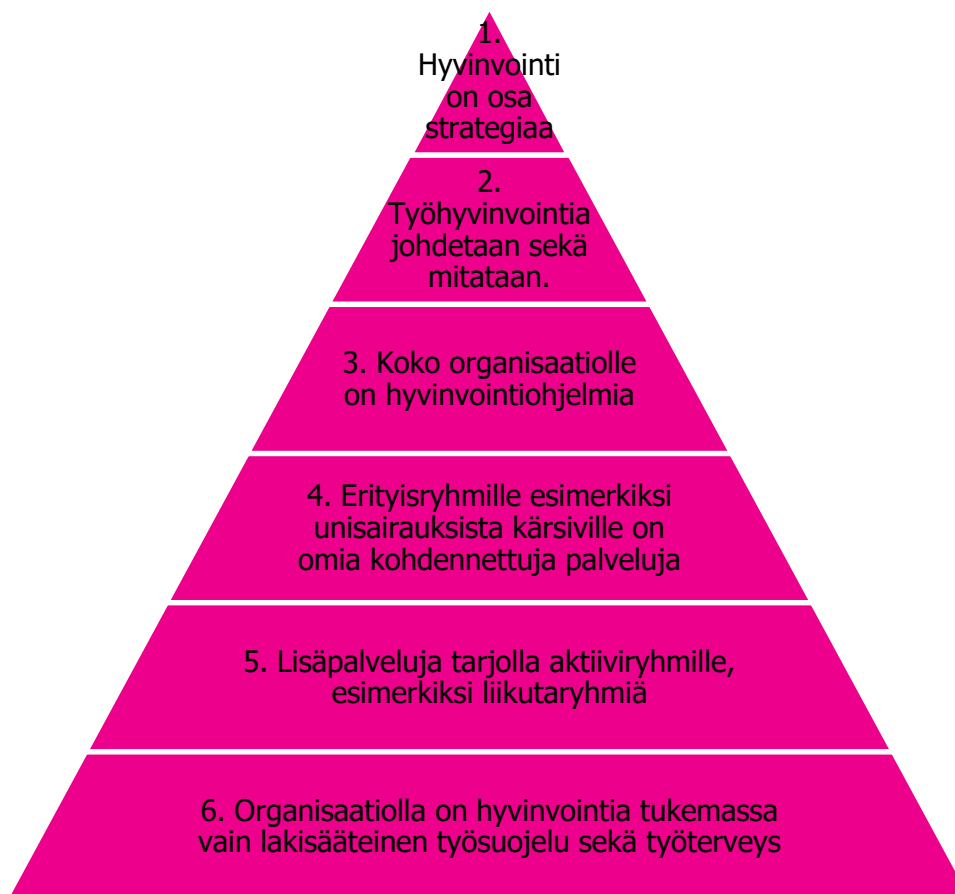 1.
Hyvinvointi
on osa
strategiaa
2.
Työhyvinvointia
johdetaan sekä
mitataan.
3. Koko organisaatiolle
on hyvinvointiohjelmia
4. Erityisryhmille esimerkiksi
unisairauksista kärsiville on
omia kohdennettuja palveluja
5. Lisäpalveluja tarjolla aktiiviryhmille,
esimerkiksi liikutaryhmiä
6. Organisaatiolla on hyvinvointia tukemassa
vain lakisääteinen työsuojelu sekä työterveys